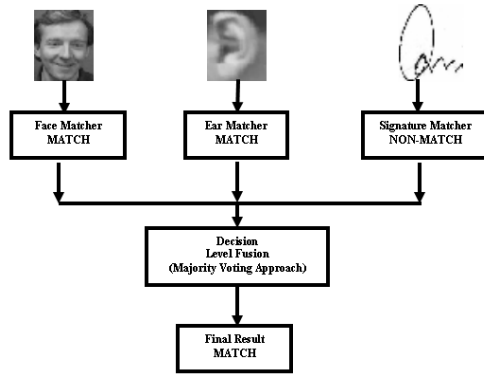 Face Matcher
MATCH
Ear Matcher
MATCH
Signature Matcher
NON-MATCH
Decision
Level Fusion
(Majority Voting Approach)
Final Result
MATCH